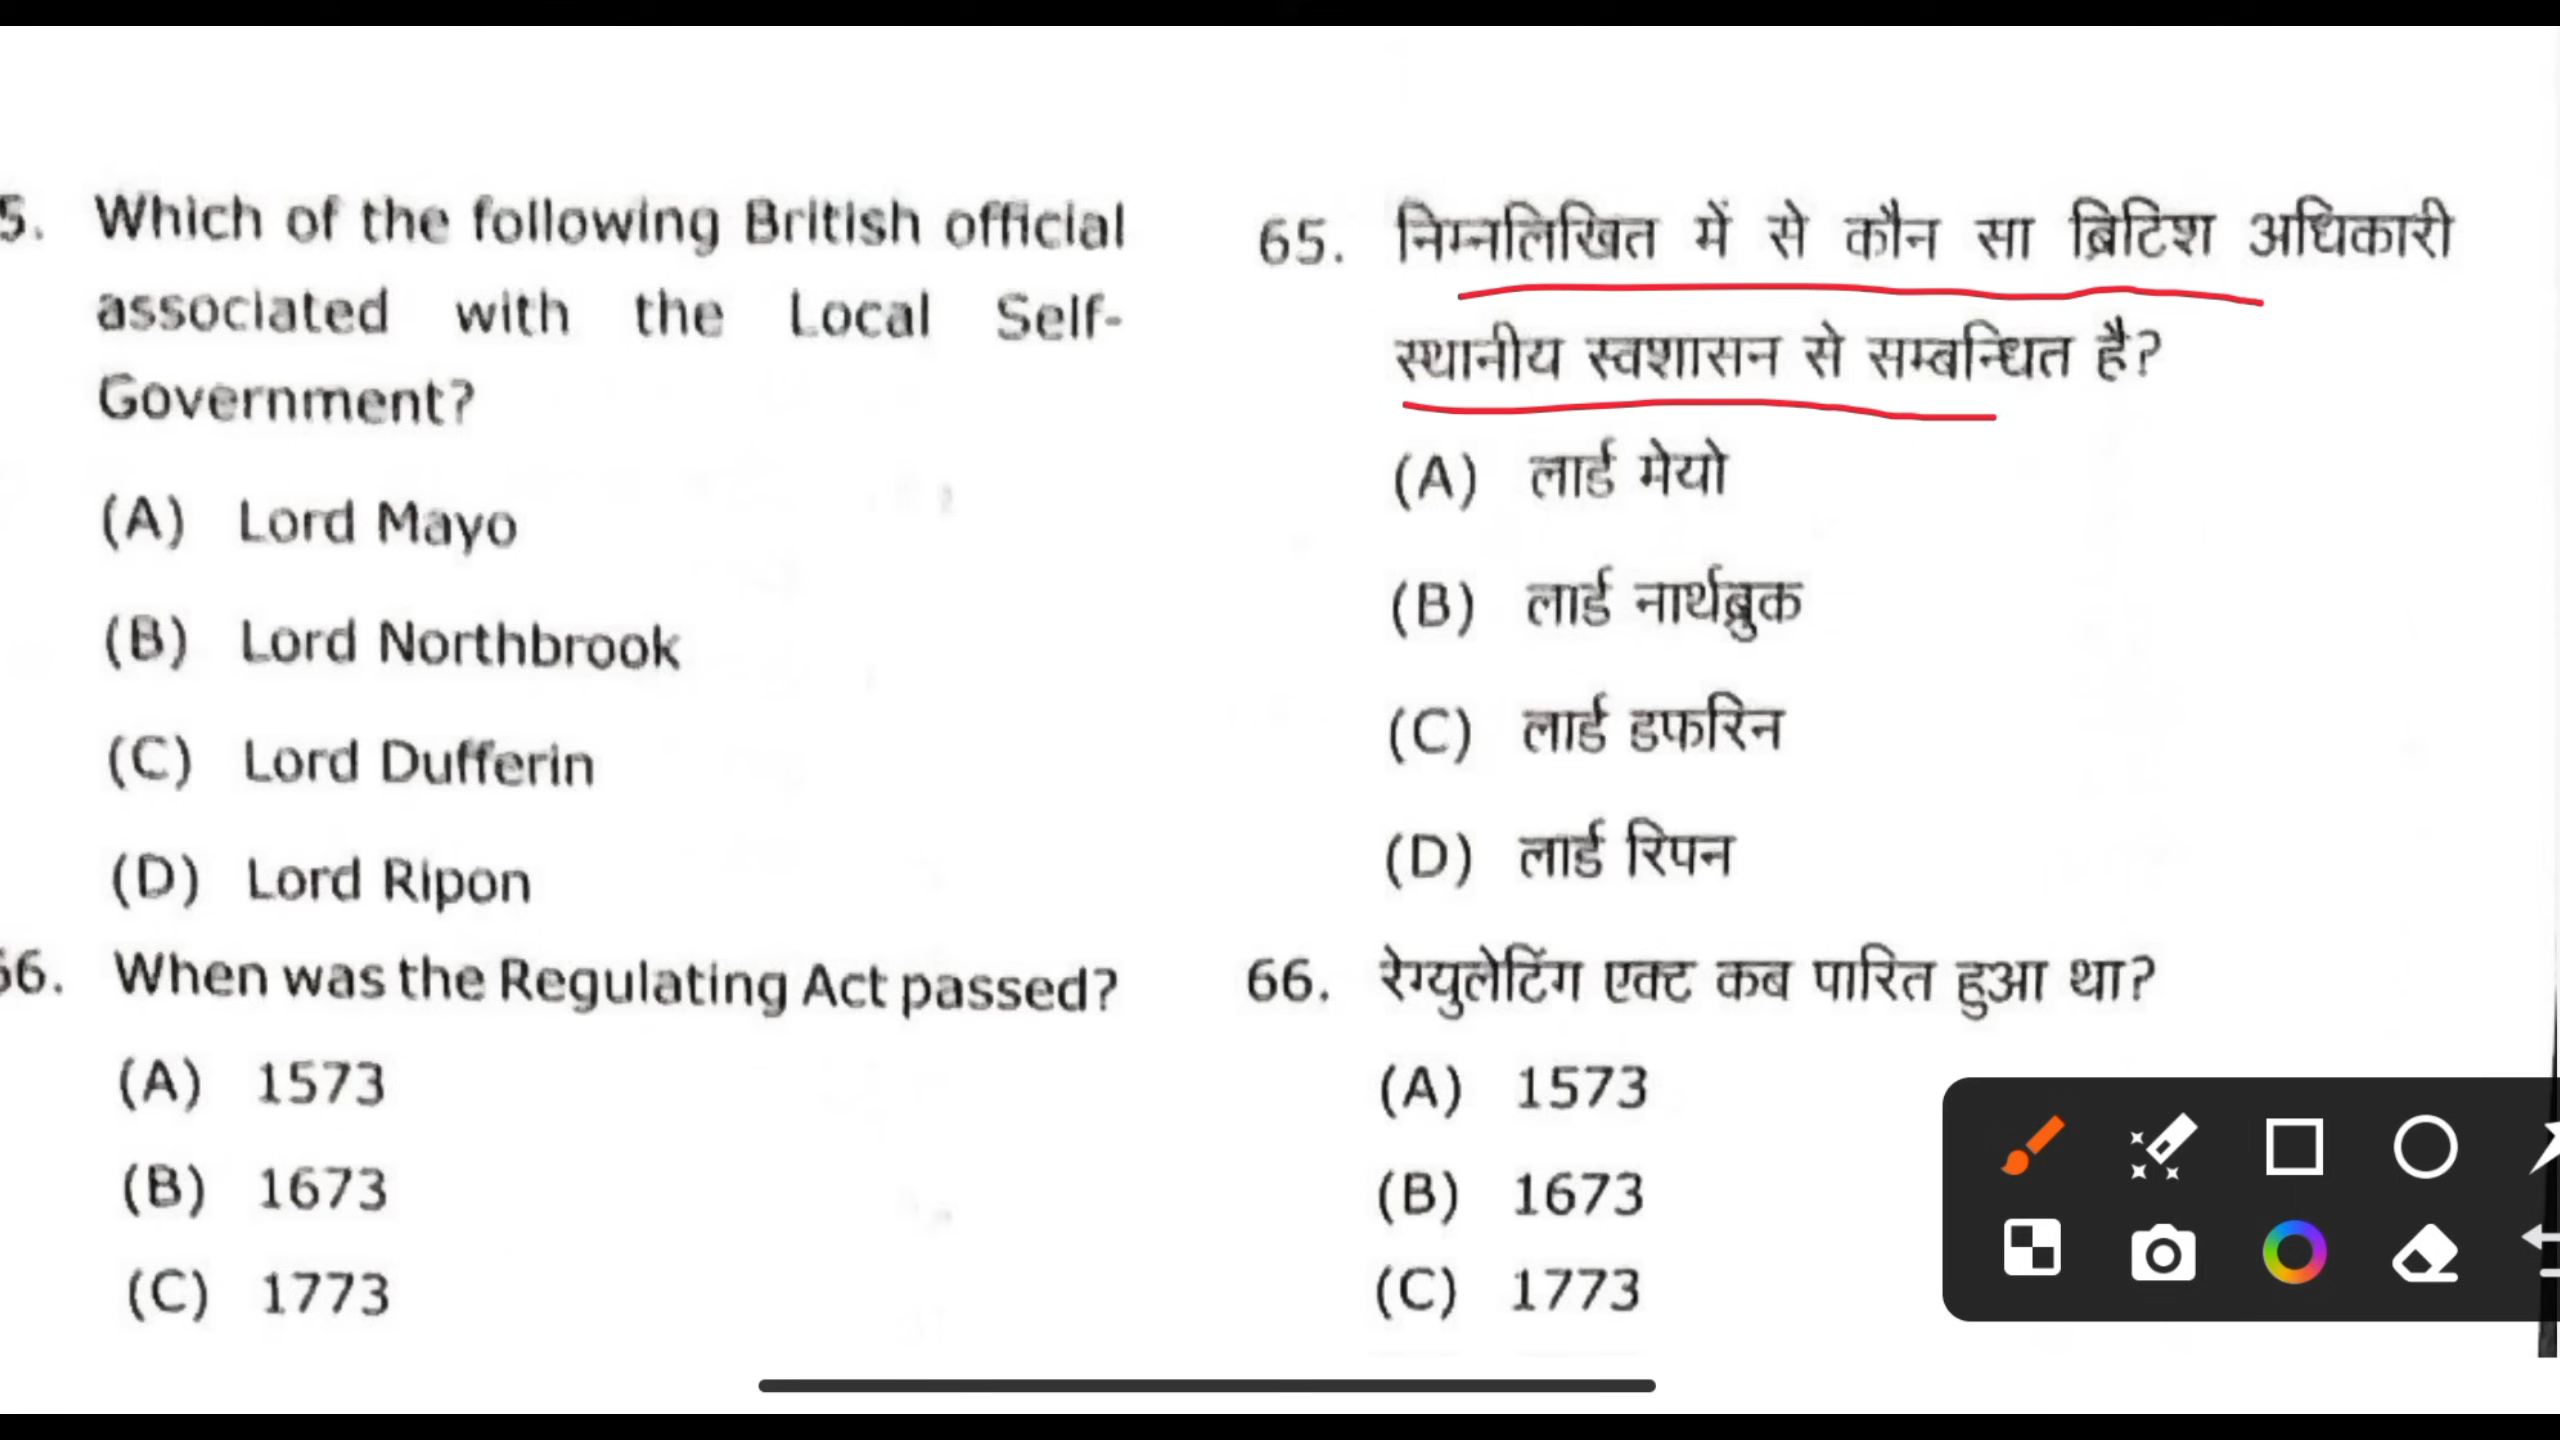 5. Which of the following British official
associated with the Local Self-
Government?
(A) Lord Mayo
(B) Lord Northbrook
(C) Lord Dufferin
(D) Lord Ripon
66. When was the Regulating Act passed?
(A) 1573
(B) 1673
(C) 1773
65. निम्नलिखित में से कौन सा ब्रिटिश अधिकारी
स्थानीय स्वशासन से सम्बन्धित है?
(A) लार्ड मेयो
(B) लार्ड नार्थब्रुक
(C) लार्ड डफरिन
(D) लार्ड रिपन
66. रेग्युलेटिंग एक्ट कब पारित हुआ था?
(A) 1573
(B) 1673
(C) 1773